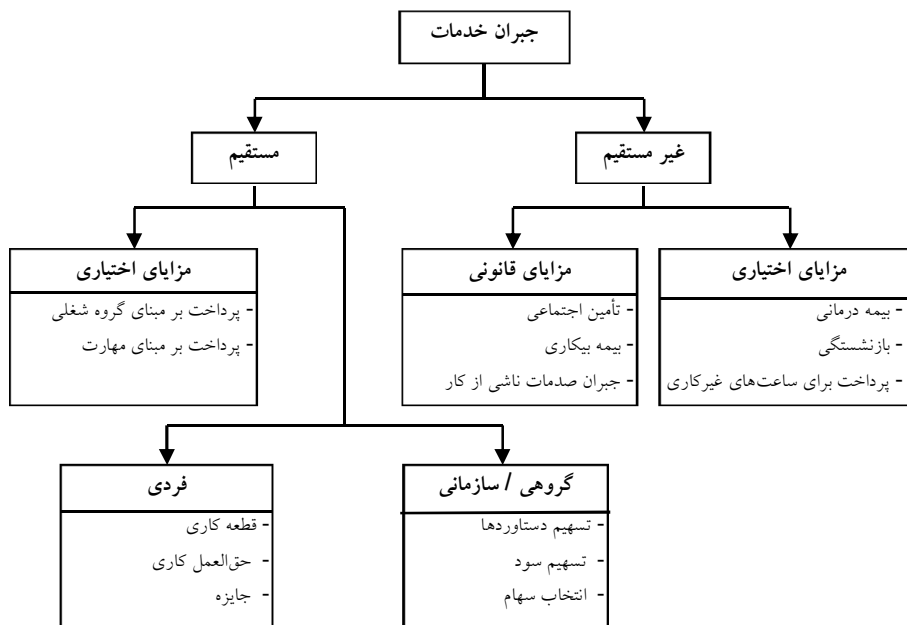 جبران خدمات
غیر مستقیم
مستقیم
مزایای اختیاری
- بیمه درمانی
- بازنشستگی
- پرداخت برای ساعت‌های غیرکاری
مزایای قانونی
- تأمین اجتماعی
- بیمه بیکاری
- جبران صدمات ناشی از کار
مزایای اختیاری
- پرداخت بر مبنای گروه شغلی
- پرداخت بر مبنای مهارت
گروهی / سازمانی
- تسهیم دستاوردها
- تسهیم سود
- انتخاب سهام
فردی
- قطعه کاری
- حق‌العمل کاری
- جایزه